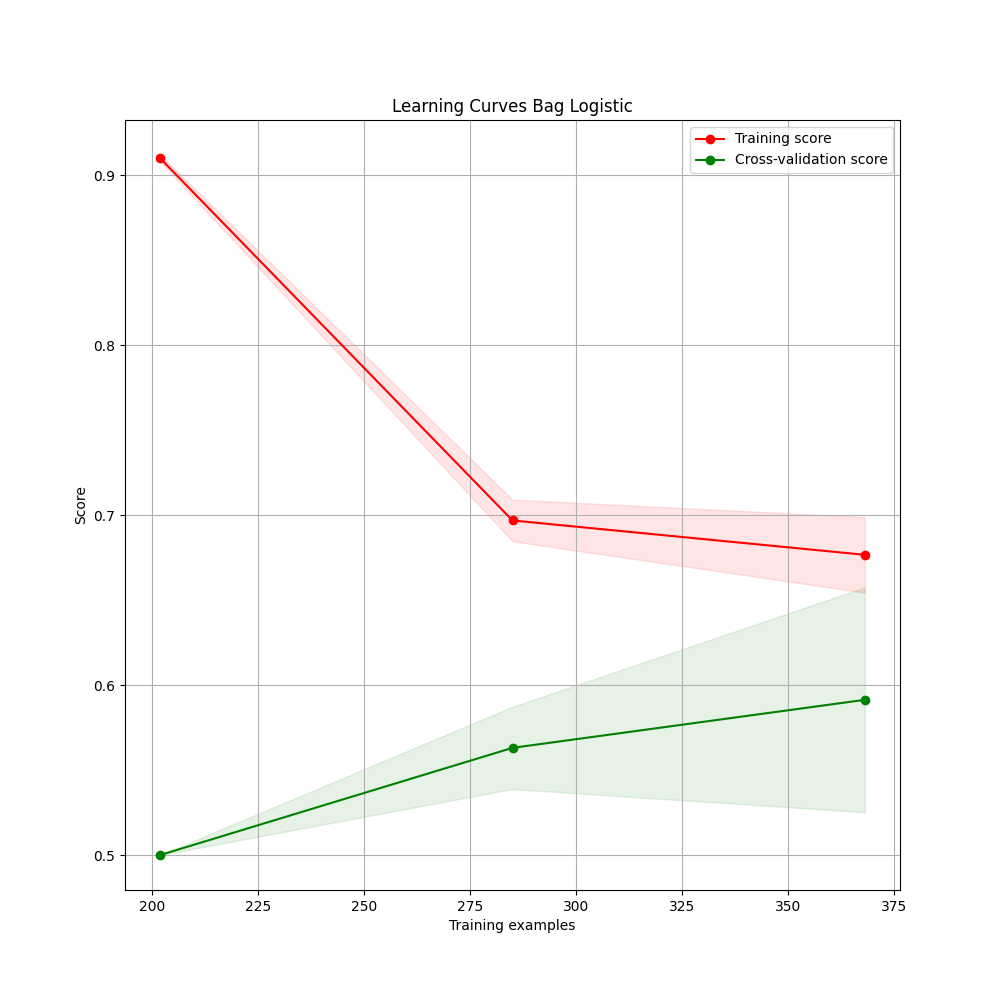 Learning Curves Bag Logistic
Training score
Cross-validation score
0.9
0.8
0.7
0.6
0.5
Score
200 225 250 275 300 325 350 375
Training examples